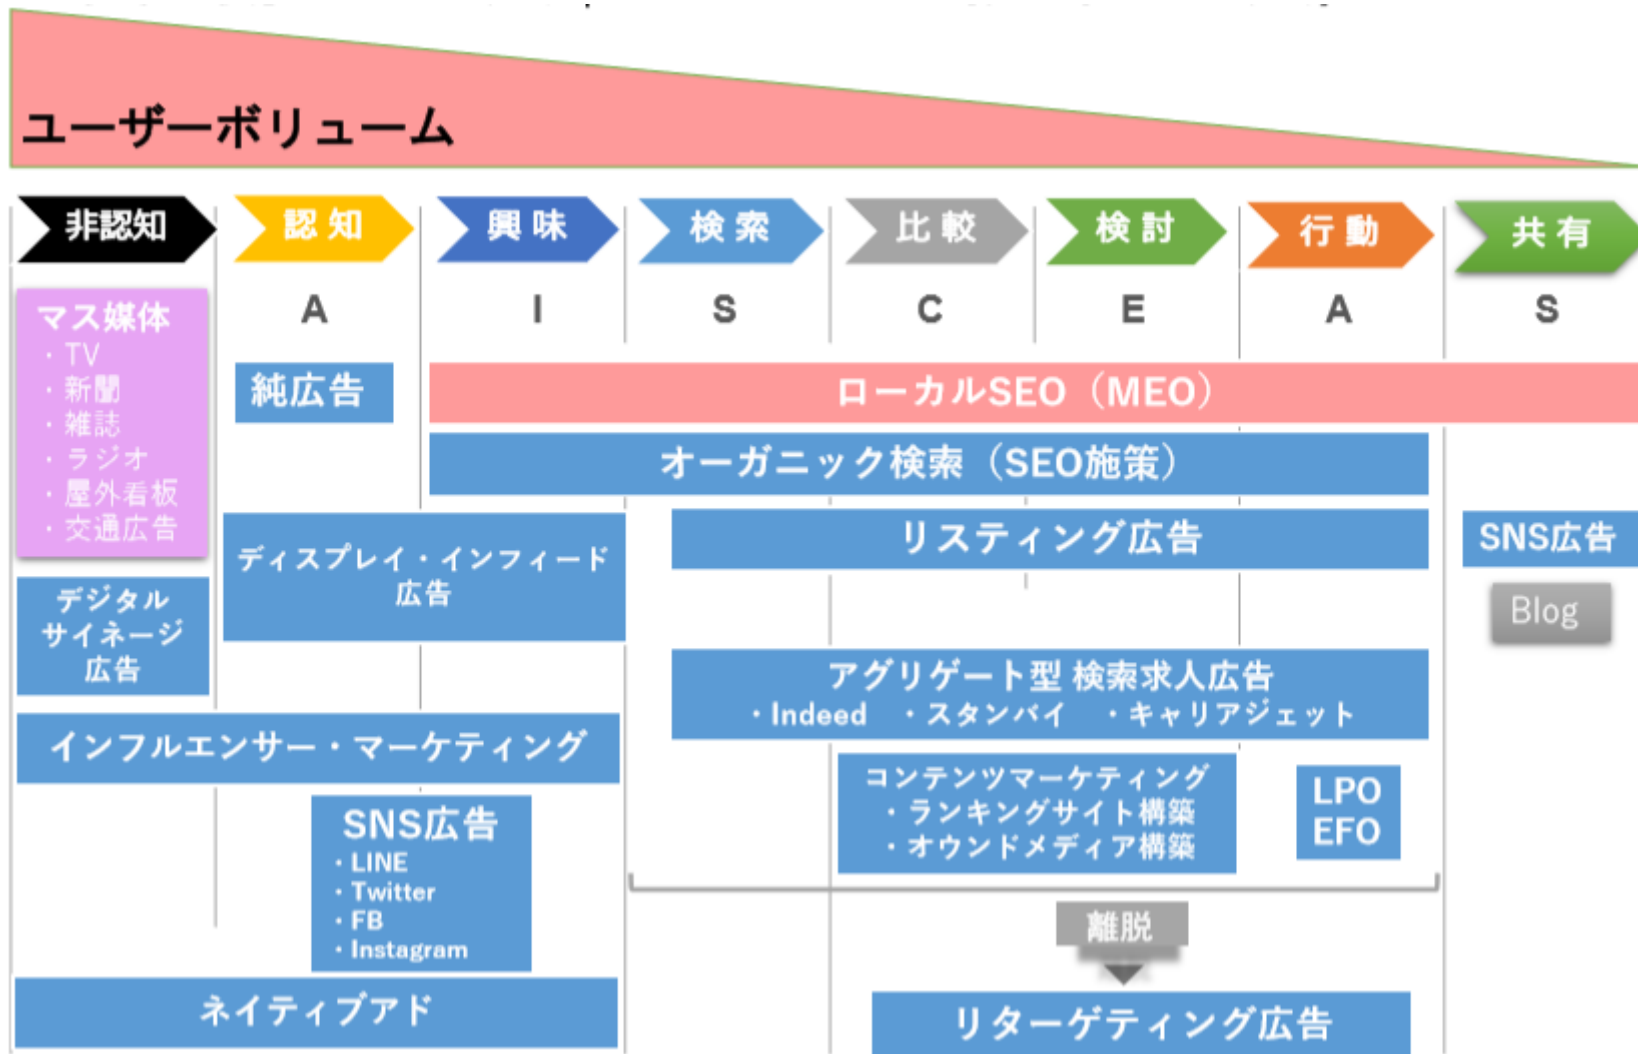 ユーザーボリューム
非認知
認知
興味
検索
比較
検討
行動
共有
A
I
S
C
E
A
S
マス媒体
・TV
・新聞
・雑誌
・ラジオ
・屋外看板
・交通広告
純広告
ローカルSEO（MEO）
オーガニック検索（SEO施策）
ディスプレイ・インフィード
広告
リスティング広告
SNS広告
Blog
デジタル
サイネージ
広告
アグリゲート型 検索求人広告
・Indeed ・スタンバイ ・キャリアジェット
インフルエンサー・マーケティング
コンテンツマーケティング
・ランキングサイト構築
・オウンドメディア構築
LPO
EFO
SNS広告
・LINE
・Twitter
・FB
・Instagram
離脱
ネイティブアド
リターゲティング広告